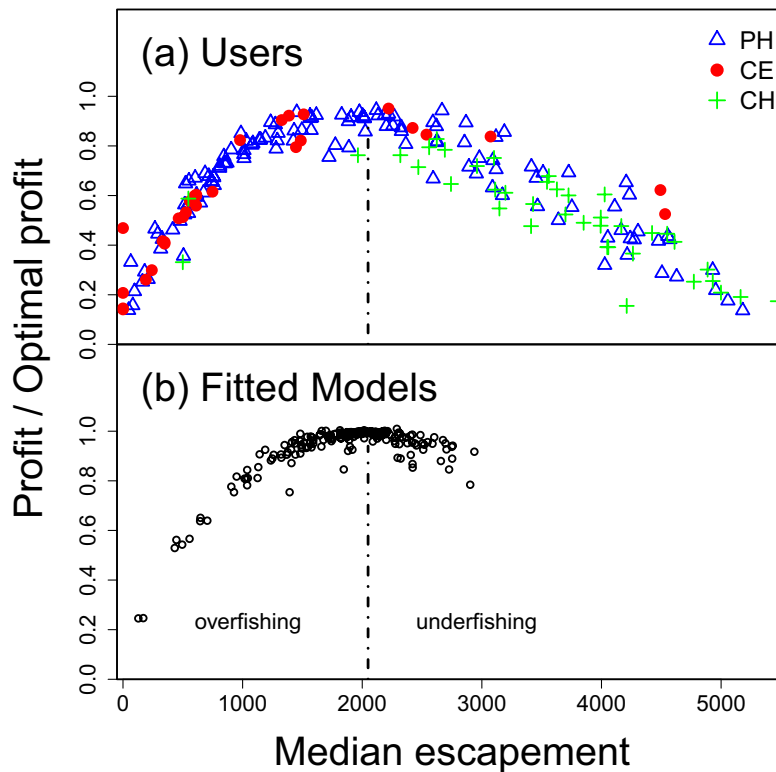 (a) Users
PH
CE
CH
1.0
0.8
0.6
0.4
0.2
0.0
(b) Fitted Models
1.0
0.8
0.6
0.4
0.2
0.0
overfishing
underfishing
Profit / Optimal profit
0 1000 2000 3000 4000 5000
Median escapement